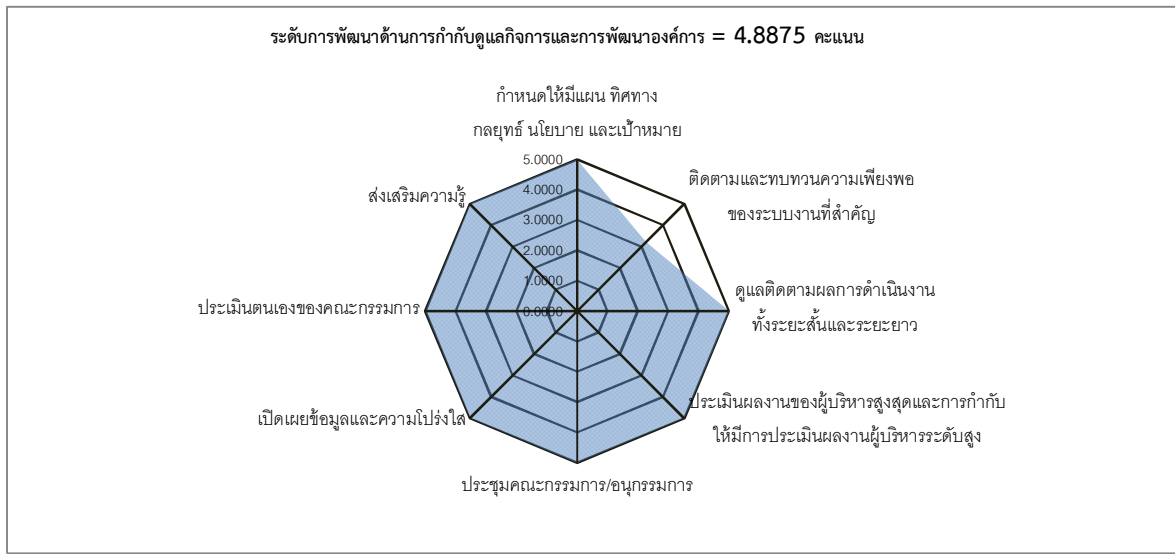 ระดับการพัฒนาด้านการกำกับดูแลกิจการและการพัฒนาองค์การ = 4.8875 คะแนน
กำหนดให้มีแผน ทิศทาง
กลยุทธ์ นโยบาย และเป้าหมาย
5.0000
4.0000
3.0000
2.0000
1.0000
0.0000
ติดตามและทบทวนความเพียงพอ
ของระบบงานที่สำคัญ
ดูแลติดตามผลการดำเนินงาน
ทั้งระยะสั้นและระยะยาว
ประเมินผลงานของผู้บริหารสูงสุดและการกำกับ
ให้มีการประเมินผลงานผู้บริหารระดับสูง
ประชุมคณะกรรมการ/อนุกรรมการ
เปิดเผยข้อมูลและความโปร่งใส
ประเมินตนเองของคณะกรรมการ
ส่งเสริมความรู้